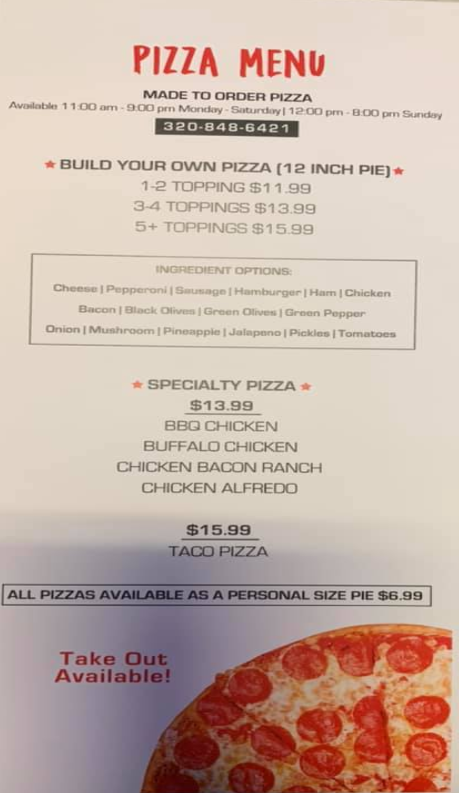 PIZZA MENU
MADE TO ORDER PIZZA
Available 11:00 am - 9:00 pm Monday - Saturday | 12:00 pm - 8:00 pm Sunday
320-848-6421
★ BUILD YOUR OWN PIZZA (12 INCH PIE) ★
1-2 TOPPING $11.99
3-4 TOPPINGS $13.99
5+ TOPPINGS $15.99
INGREDIENT OPTIONS:
Cheese | Pepperoni | Sausage | Hamburger | Ham | Chicken
Bacon | Black Olives | Green Olives | Green Pepper
Onion | Mushroom | Pineapple | Jalapeno | Pickles | Tomatoes
★ SPECIALTY PIZZA ★
$13.99
BBQ CHICKEN
BUFFALO CHICKEN
CHICKEN BACON RANCH
CHICKEN ALFREDO
$15.99
TACO PIZZA
ALL PIZZAS AVAILABLE AS A PERSONAL SIZE PIE $6.99
Take Out
Available!